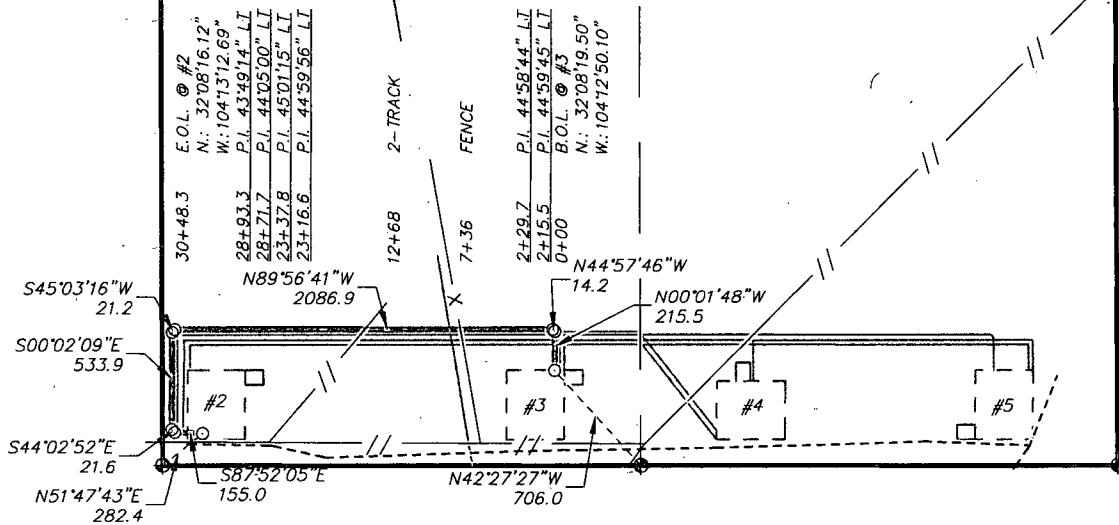 30+48.3 E.O.L. @ #2
N.: 32°08'16.12"
W.: 104°13'12.69"
28+93.3 P.I. 43°49'14" LT
28+71.7 P.I. 44°05'00" LT
23+37.8 P.I. 45°01'15" LT
23+16.6 P.I. 44°59'56" LT
12+68 2-TRACK
7+36 FENCE
2+29.7 P.I. 44°58'44" LT
2+15.5 P.I. 44°59'45" LT
0+00 B.O.L. @ #3
N.: 32°08'19.50"
W.: 104°12'50.10"
S45°03'16"W
21.2
N89°56'41"W
2086.9
N44°57'46"W
14.2
N00°01'48"W
215.5
S00°02'09"E
533.9
#2
#3
#4
#5
S44°02'52"E
21.6
S87°52'05"E
155.0
N42°27'27"W
706.0
N51°47'43"E
282.4